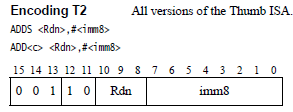 Encoding T2 All versions of the Thumb ISA.
ADDS <Rdn>,#<imm8>
ADD<c> <Rdn>,#<imm8>
15 14 13 12 11 10 9 8 7 6 5 4 3 2 1 0
0 0 1 1 0 Rdn imm8